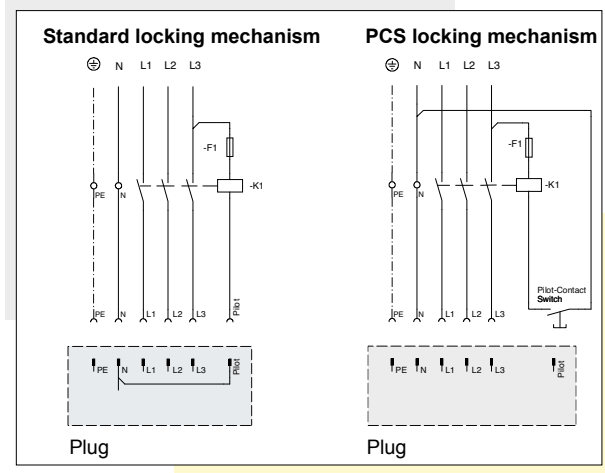 Standard locking mechanism
N L1 L2 L3
-F1
-K1
PE N
PE N L1 L2 L3 Pilot
PE N L1 L2 L3 Pilot
Plug
PCS locking mechanism
N L1 L2 L3
-F1
-K1
PE N
Pilot-Contact
Switch
PE N L1 L2 L3
PE N L1 L2 L3 Pilot
Plug